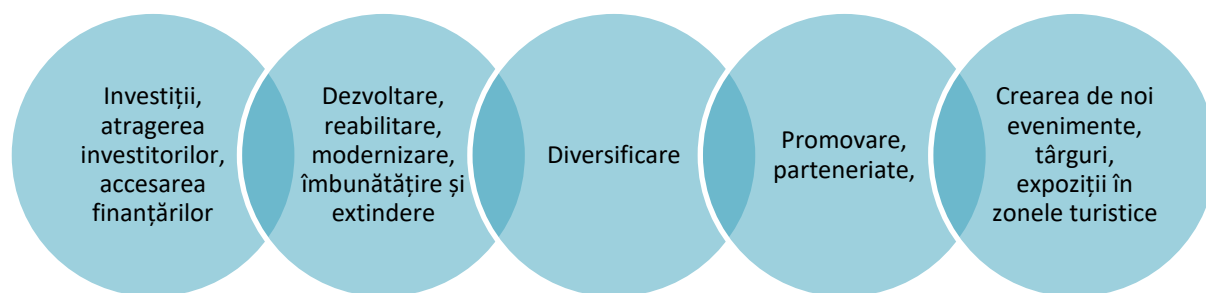 Investiții,
atragerea
investitorilor,
accesarea
finanțărilor
Dezvoltare,
reabilitare,
modernizare,
îmbunătățire și
extindere
Diversificare
Promovare,
parteneriate,
Crearea de noi
evenimente,
târguri,
expoziții în
zonele turistice